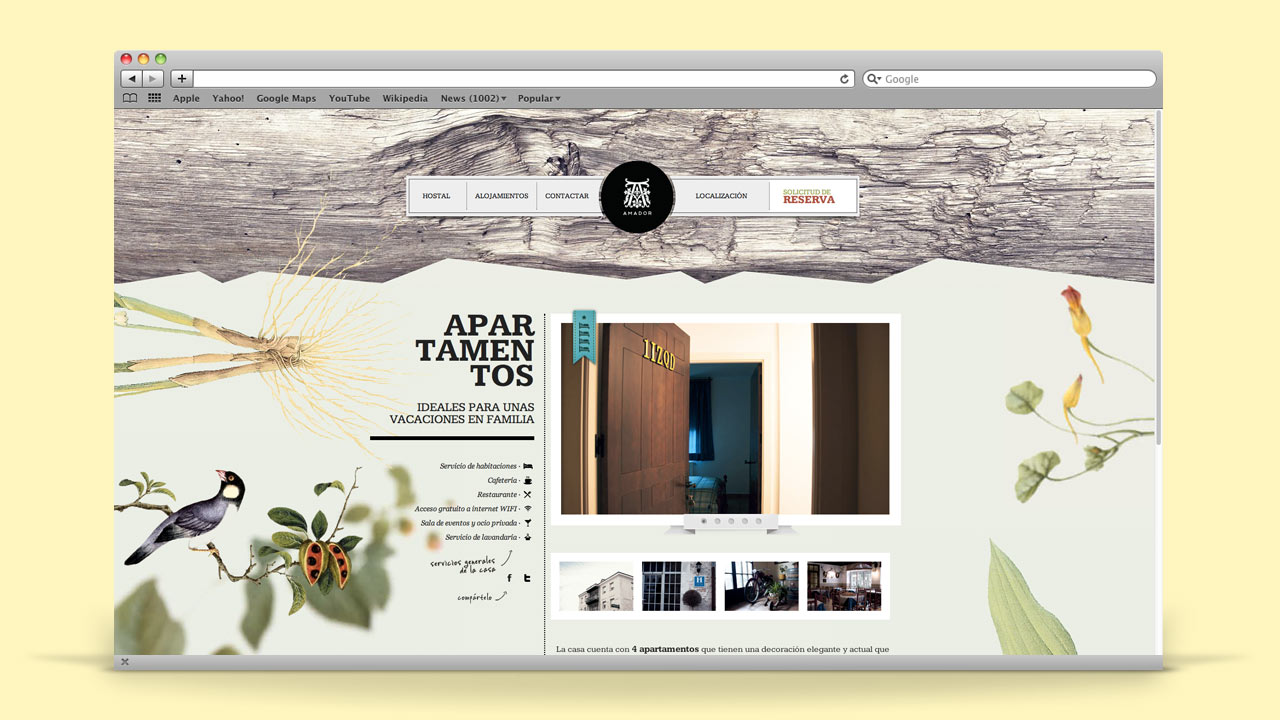 Google
Apple
Yahoo!
Google Maps
YouTube
Wikipedia
News (1002)
Popular
HOSTAL
ALOJAMIENTOS
CONTACTAR
AMADOR
LOCALIZACIÓN
SOLICITUD DE
RESERVA
APAR
TAMEN
TOS
IDEALES PARA UNAS
VACACIONES EN FAMILIA
Servicio de habitaciones ·
Cafetería ·
Restaurante ·
Acceso gratuito a internet WIFI ·
Sala de eventos y ocio privada ·
Servicio de lavandaria ·
servicios generales
de la casa
compártelo
1IZQD
H
La casa cuenta con 4 apartamentos que tienen una decoración elegante y actual que